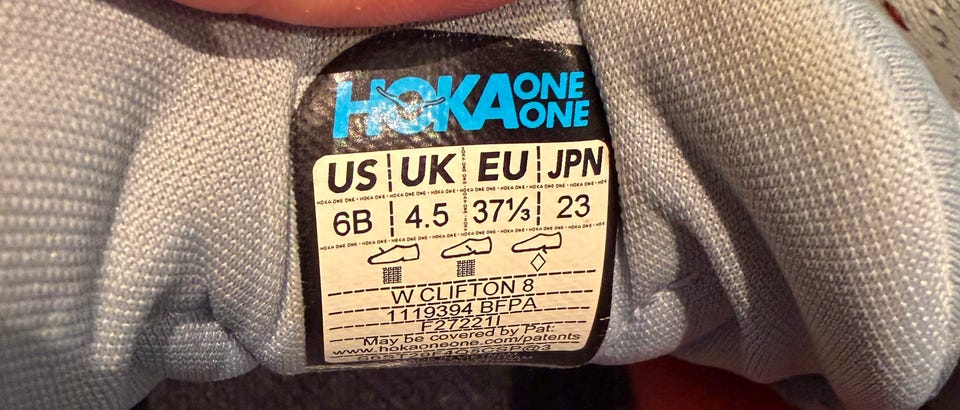 HOKA ONE ONE
US UK EU JPN
6B 4.5 37⅓ 23
W CLIFTON 8
1119394 BFPA
F27221I
May be covered by Pat:
www.hokaoneone.com/patents